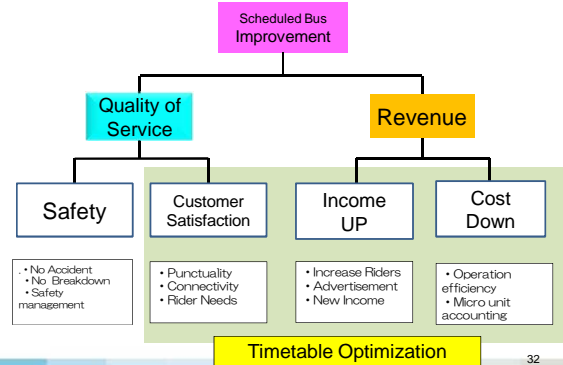 Scheduled Bus
Improvement
Quality of
Service
Revenue
Safety
Customer
Satisfaction
Income
UP
Cost
Down
. • No Accident
• No Breakdown
• Safety
management
• Punctuality
• Connectivity
• Rider Needs
• Increase Riders
• Advertisement
• New Income
• Operation
efficiency
• Micro unit
accounting
Timetable Optimization
32